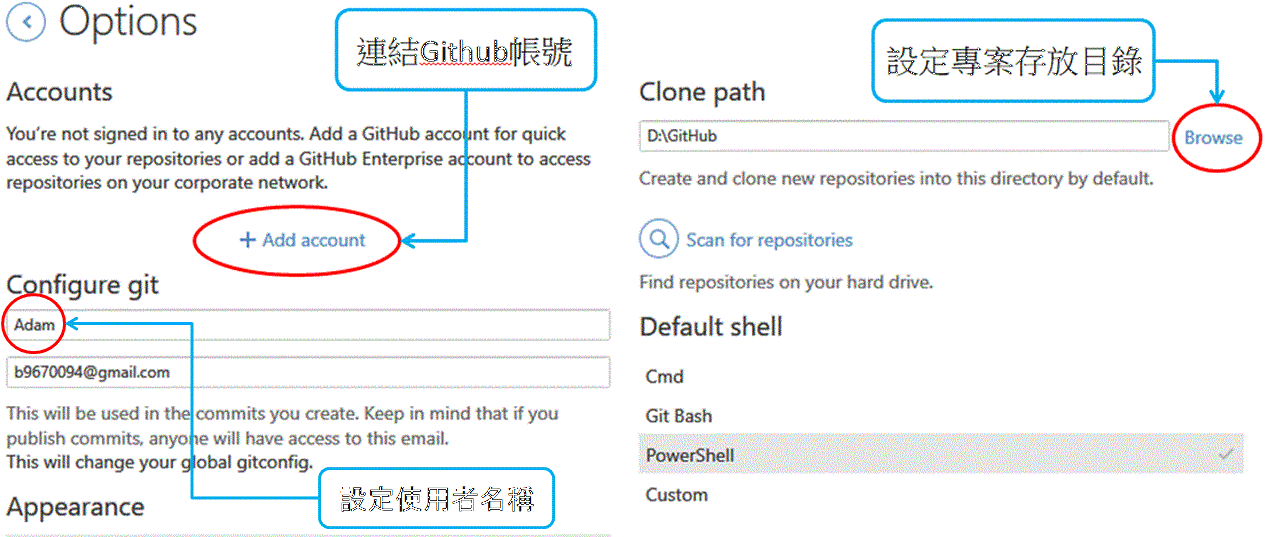 Options
連結Github帳號
Accounts
You're not signed in to any accounts. Add a GitHub account for quick
access to your repositories or add a GitHub Enterprise account to access
repositories on your corporate network.
+ Add account
Configure git
Adam
b9670094@gmail.com
This will be used in the commits you create. Keep in mind that if you
publish commits, anyone will have access to this email.
This will change your global gitconfig.
設定使用者名稱
Appearance
設定專案存放目錄
Clone path
D:\GitHub
Browse
Create and clone new repositories into this directory by default.
Scan for repositories
Find repositories on your hard drive.
Default shell
Cmd
Git Bash
PowerShell
Custom